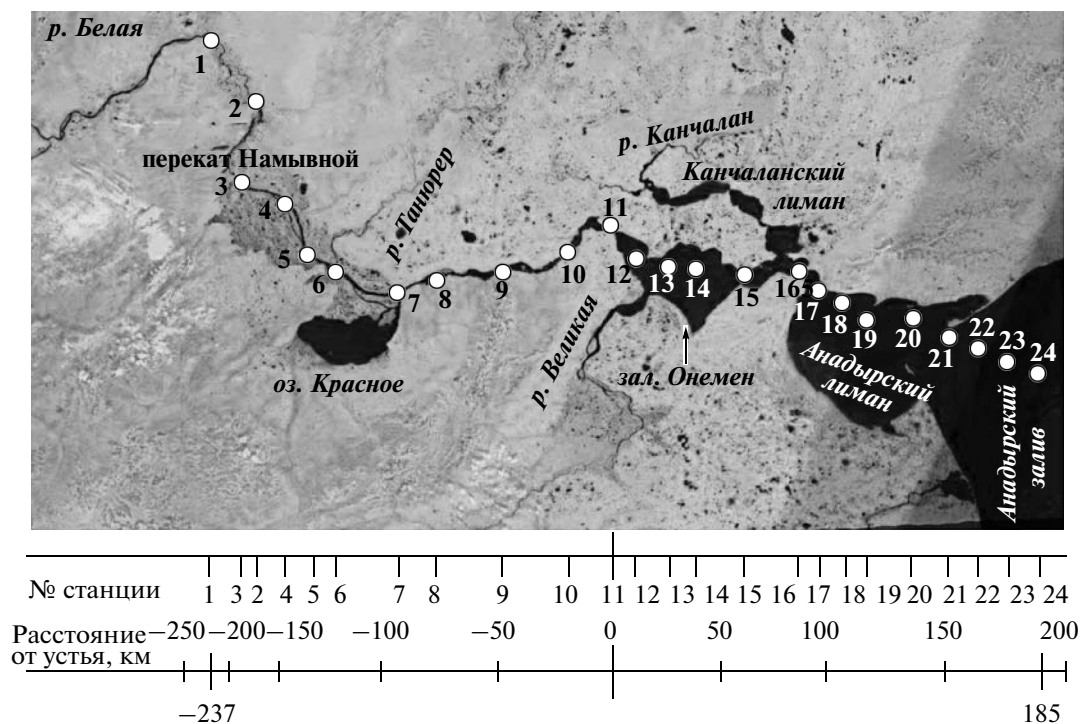 р. Белая
1
2
перекат Намывной
3
4
5
6
р. Танюрер
7
8
9
10
11
оз. Красное
р. Великая
р. Канчалан
Канчаланский
лиман
12
13
14
15
165
17
18
19
20
21
22
23
24
зал. Онемен
Анадырский
лиман
Анадырский
залив
№ станции
1 3 2 4 5 6 7 8 9 10 11 12 13 14 15 16 17 18 19 20 21 22 23 24
Расстояние −250 −200 −150 −100 −50 0 50 100 150 200
от устья, км
−237 185